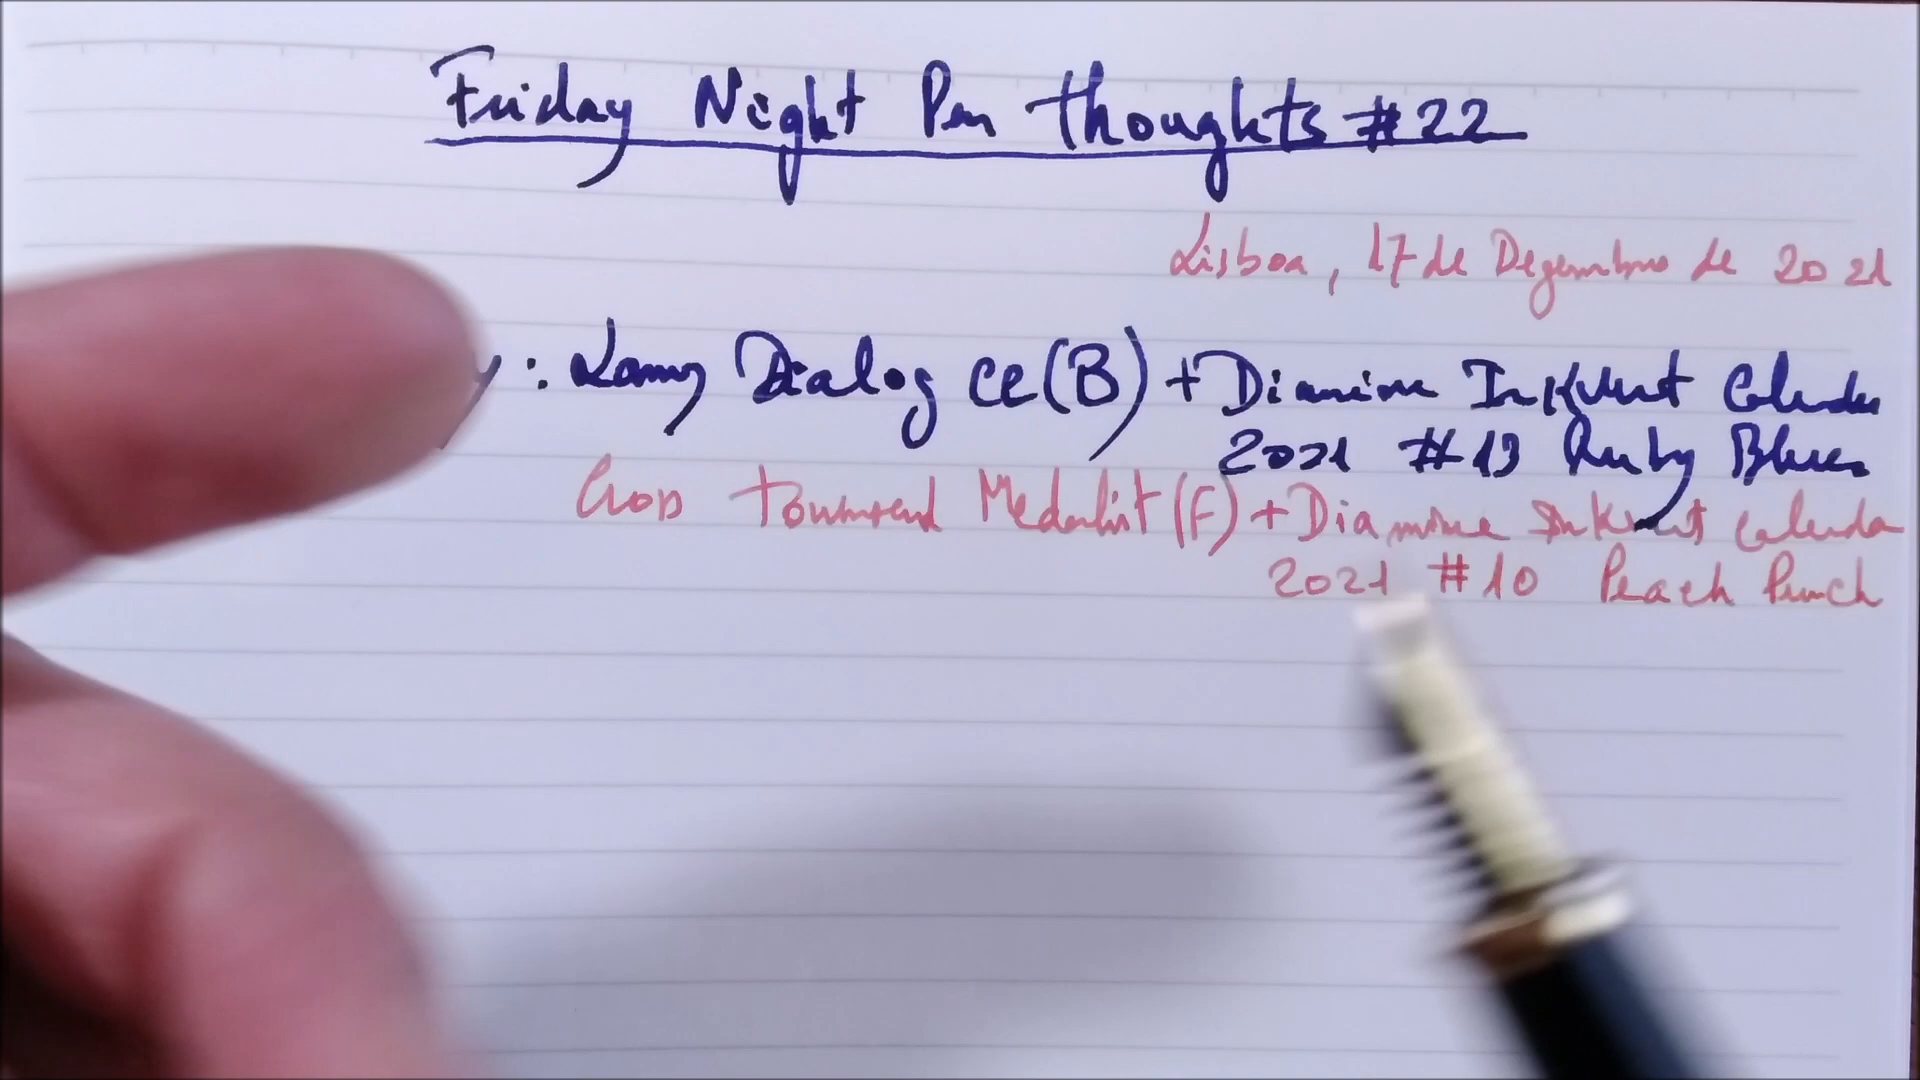 Friday Night Pen Thoughts #22
Lisboa, 17 de Dezembro de 2021
y: Lamy Dialog CC (B) + Diamine InkVent Calendar
2021 #13 Ruby Blues
Cross Townsend Medalist (F) + Diamine InkVent Calendar
2021 #10 Peach Punch